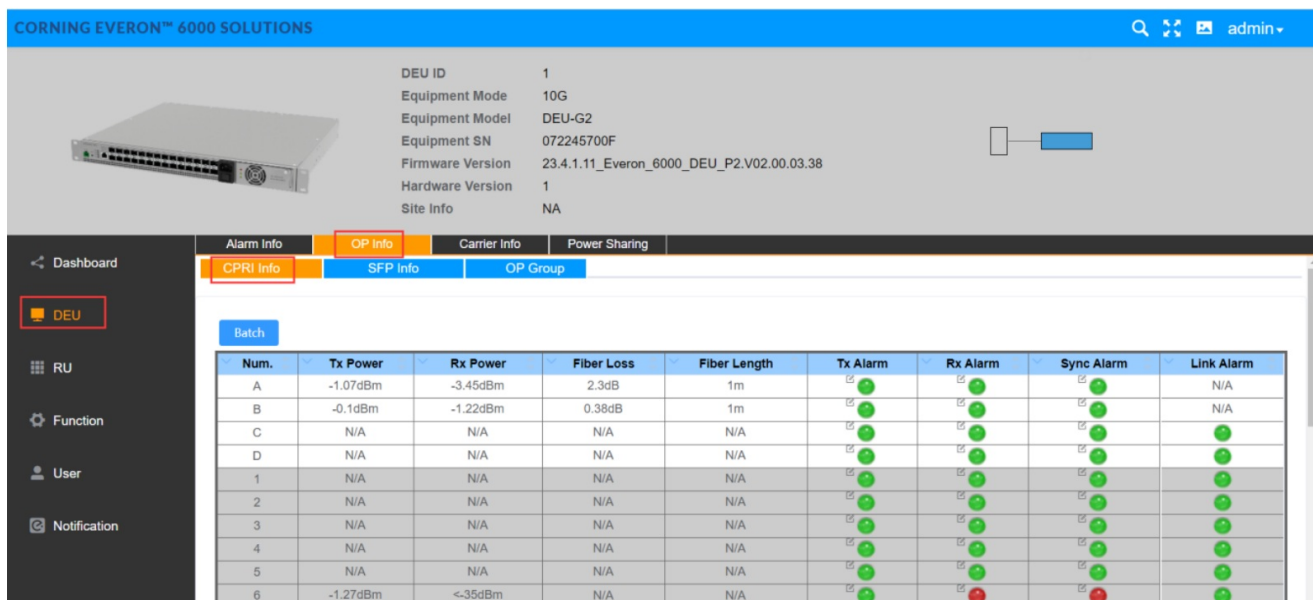 CORNING EVERON™ 6000 SOLUTIONS admin
DEU ID 1
Equipment Mode 10G
Equipment Model DEU-G2
Equipment SN 072245700F
Firmware Version 23.4.1.11_Everon_6000_DEU_P2.V02.00.03.38
Hardware Version 1
Site Info NA
Dashboard
DEU
RU
Function
User
Notification
Alarm Info OP Info Carrier Info Power Sharing
CPRI Info SFP Info OP Group
Batch
Num. Tx Power Rx Power Fiber Loss Fiber Length Tx Alarm Rx Alarm Sync Alarm Link Alarm
A -1.07dBm -3.45dBm 2.3dB 1m N/A
B -0.1dBm -1.22dBm 0.38dB 1m N/A
C N/A N/A N/A N/A
D N/A N/A N/A N/A
1 N/A N/A N/A N/A
2 N/A N/A N/A N/A
3 N/A N/A N/A N/A
4 N/A N/A N/A N/A
5 N/A N/A N/A N/A
6 -1.27dBm <-35dBm N/A N/A